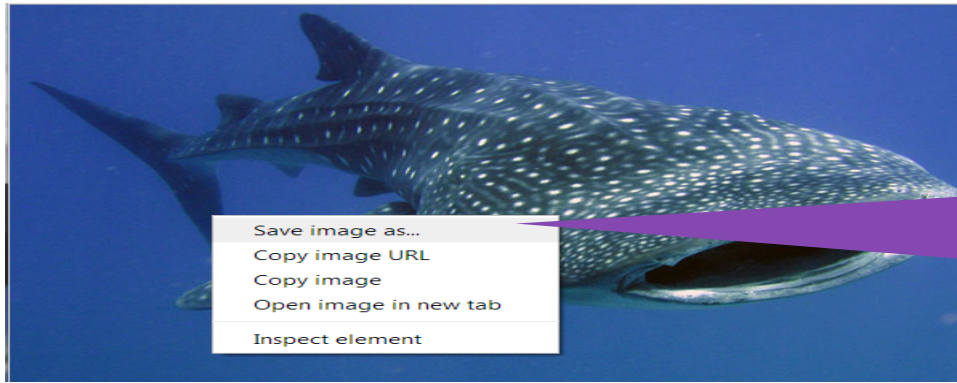 Save image as...
Copy image URL
Copy image
Open image in new tab
Inspect element